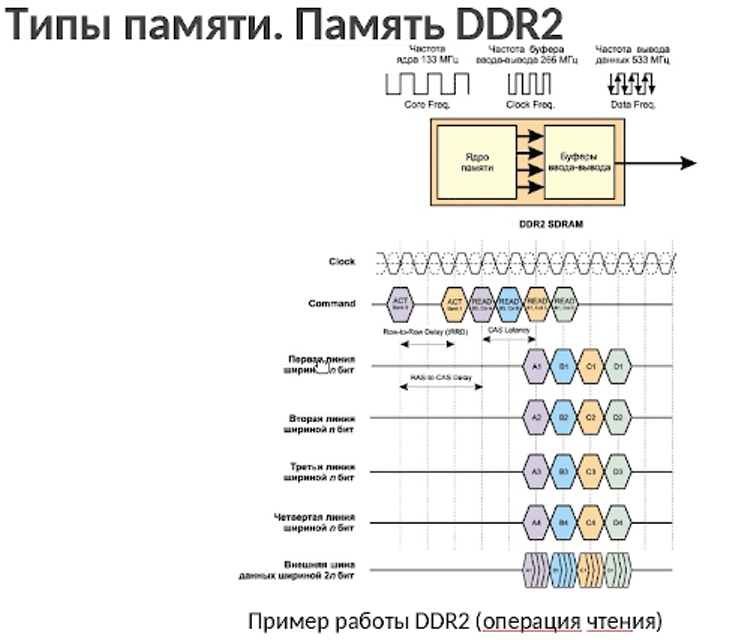 Типы памяти. Память DDR2
Частота
ядра 133 МГц
Core Freq.
Частота буфера
ввода-вывода 266 МГц
Clock Freq.
Частота вывода
данных 533 МГц
Data Freq.
Ядро
памяти
Буферы
ввода-вывода
DDR2 SDRAM
Clock
Command
ACT
ACT
READ
READ
READ
READ
Row-to-Row Delay (tRRD)
CAS Latency
Первая линия
шириной n бит
A1 B1 C1 D1
RAS-to-CAS Delay
Вторая линия
шириной n бит
A2 B2 C2 D2
Третья линия
шириной n бит
A3 B3 C3 D3
Четвертая линия
шириной n бит
A4 B4 C4 D4
Внешняя шина
данных шириной 2n бит
Пример работы DDR2 (операция чтения)